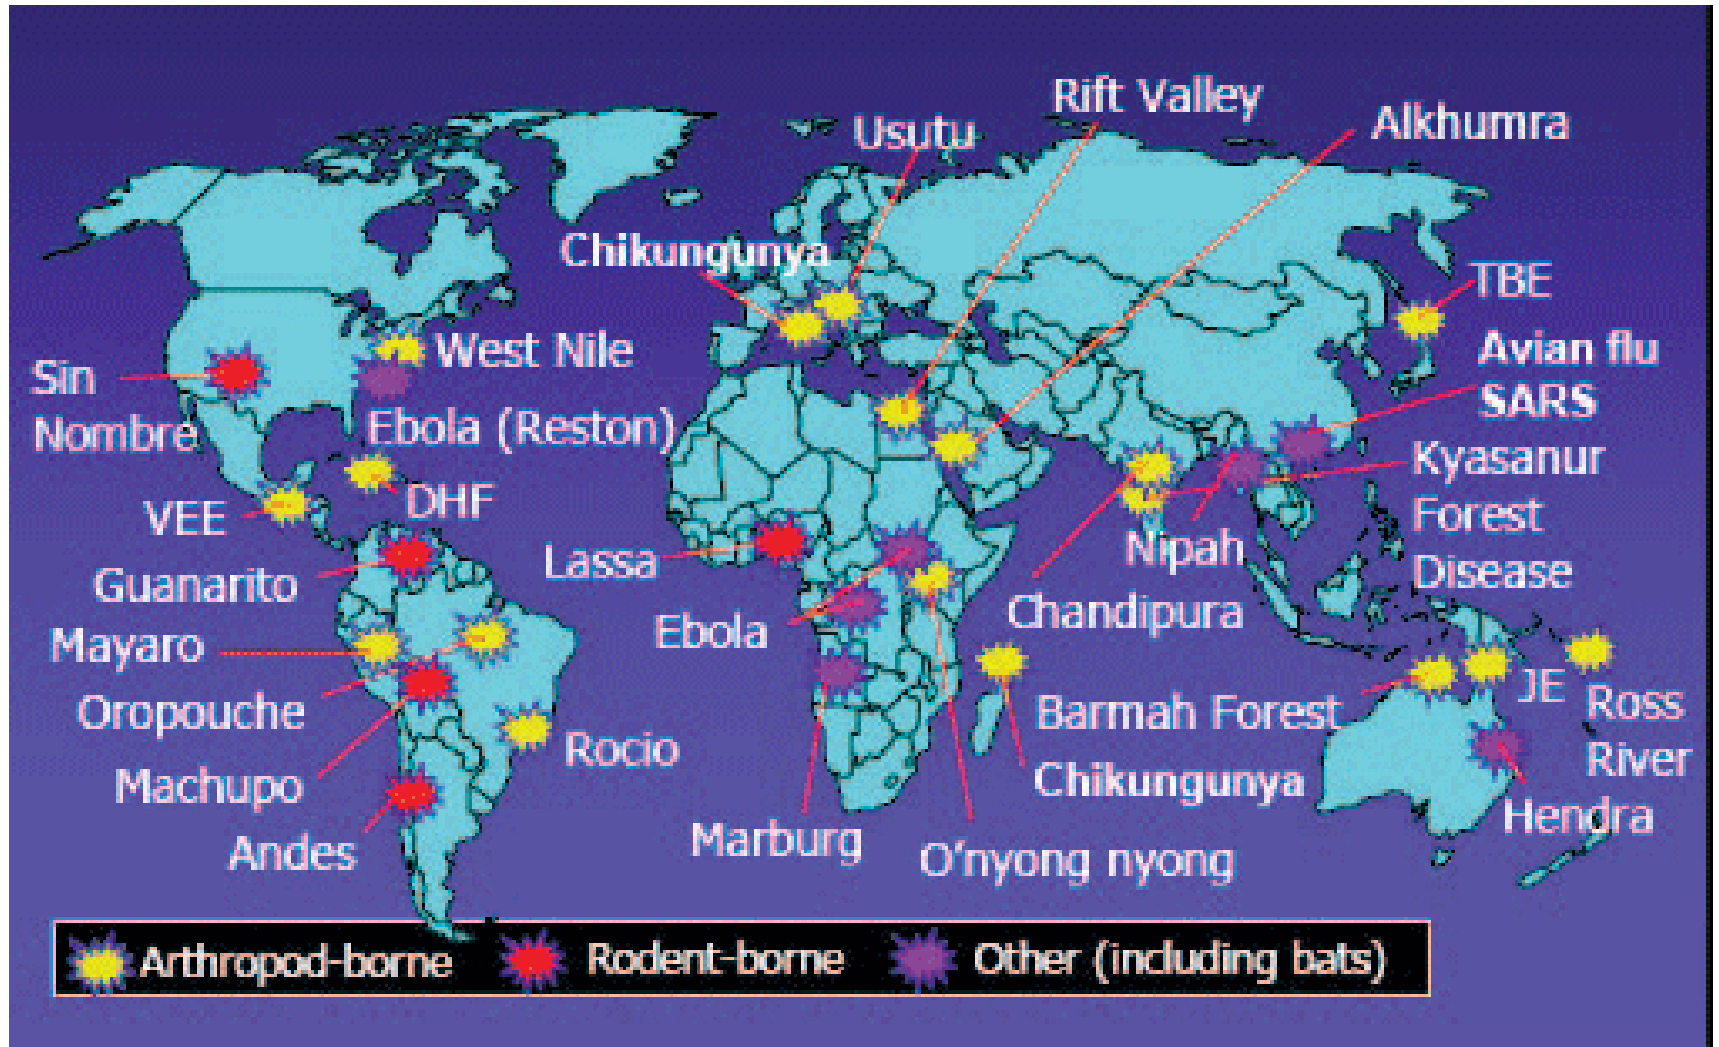 Rift Valley
Usutu
Alkhumra
Chikungunya
TBE
West Nile
Avian flu
SARS
Sin
Nombre
Ebola (Reston)
Kyasanur
Forest
Disease
VEE
DHF
Guanarito
Lassa
Nipah
Chandipura
Mayaro
Ebola
Oropouche
Rocio
Barmah Forest
JE
Ross
River
Machupo
Chikungunya
Andes
Marburg
O'nyong nyong
Hendra
Arthropod-borne
Rodent-borne
Other (including bats)